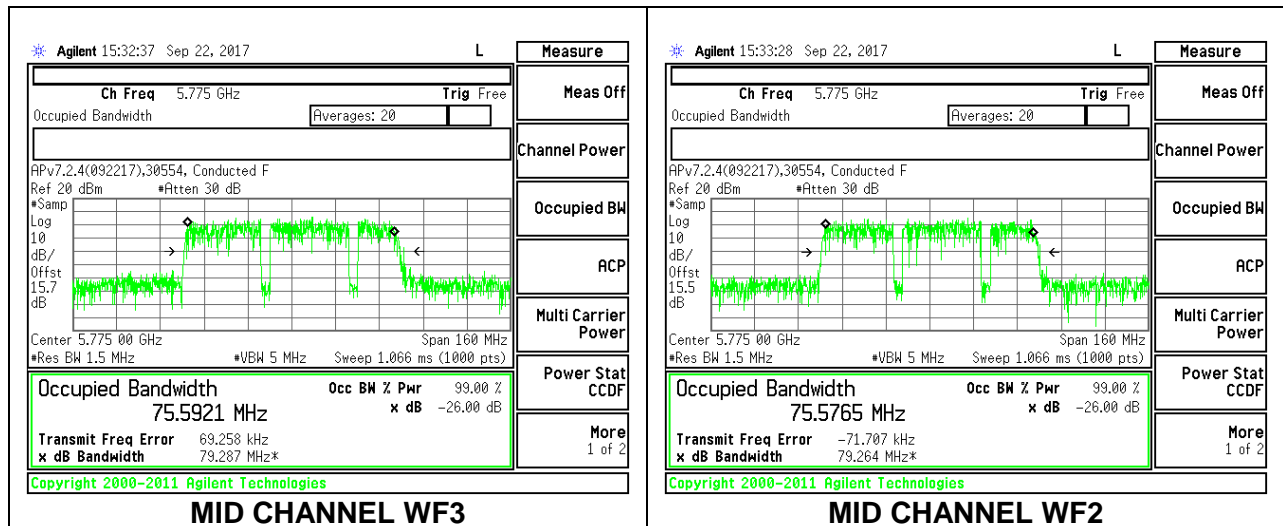 Agilent 15:32:37 Sep 22, 2017 L Measure
Ch Freq 5.775 GHz Trig Free
Occupied Bandwidth Averages: 20
APv7.2.4(092217),30554, Conducted F
Ref 20 dBm #Atten 30 dB
#Samp
Log
10
dB/
Offst
15.7
dB
Center 5.775 00 GHz Span 160 MHz
#Res BW 1.5 MHz #VBW 5 MHz Sweep 1.066 ms (1000 pts)
Occupied Bandwidth Occ BW % Pwr 99.00 %
75.5921 MHz x dB -26.00 dB
Transmit Freq Error 69.258 kHz
x dB Bandwidth 79.287 MHz*
Copyright 2000-2011 Agilent Technologies
Meas Off
Channel Power
Occupied BW
ACP
Multi Carrier
Power
Power Stat
CCDF
More
1 of 2
MID CHANNEL WF3
Agilent 15:33:28 Sep 22, 2017 L Measure
Ch Freq 5.775 GHz Trig Free
Occupied Bandwidth Averages: 20
APv7.2.4(092217),30554, Conducted F
Ref 20 dBm #Atten 30 dB
#Samp
Log
10
dB/
Offst
15.5
dB
Center 5.775 00 GHz Span 160 MHz
#Res BW 1.5 MHz #VBW 5 MHz Sweep 1.066 ms (1000 pts)
Occupied Bandwidth Occ BW % Pwr 99.00 %
75.5765 MHz x dB -26.00 dB
Transmit Freq Error -71.707 kHz
x dB Bandwidth 79.264 MHz*
Copyright 2000-2011 Agilent Technologies
Meas Off
Channel Power
Occupied BW
ACP
Multi Carrier
Power
Power Stat
CCDF
More
1 of 2
MID CHANNEL WF2